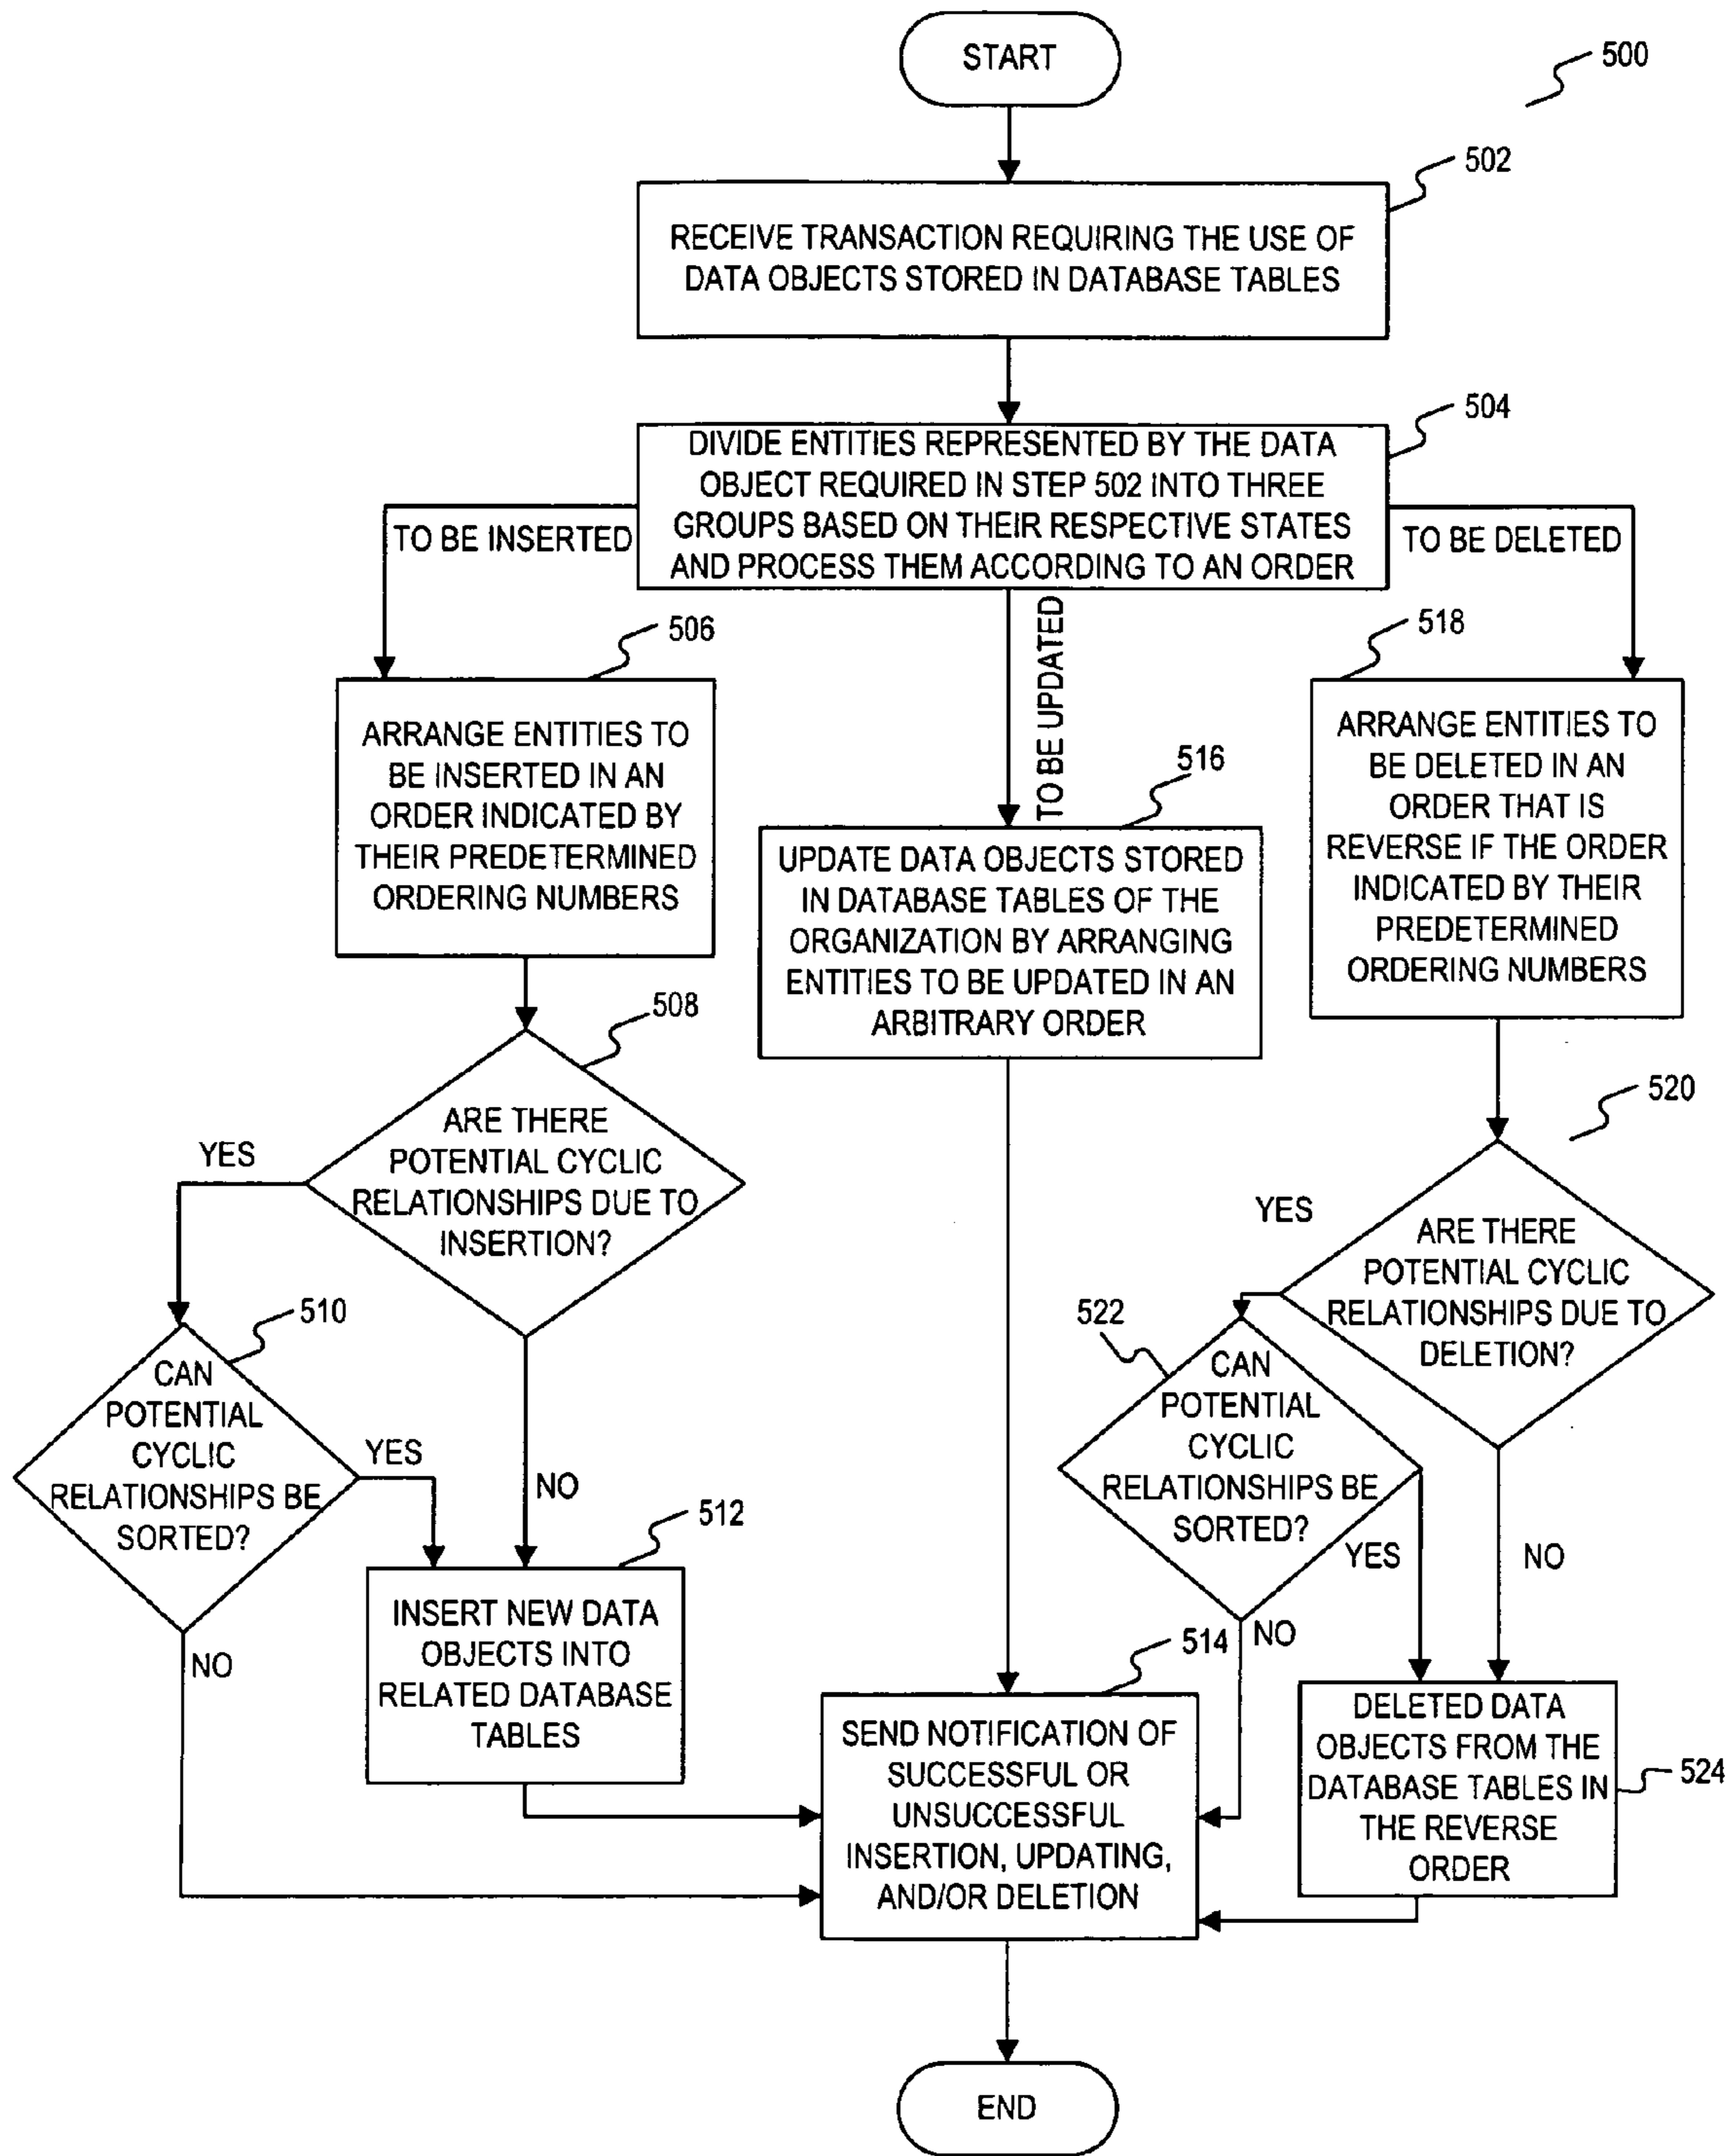 START
500
502
RECEIVE TRANSACTION REQUIRING THE USE OF
DATA OBJECTS STORED IN DATABASE TABLES
504
DIVIDE ENTITIES REPRESENTED BY THE DATA
OBJECT REQUIRED IN STEP 502 INTO THREE
GROUPS BASED ON THEIR RESPECTIVE STATES
AND PROCESS THEM ACCORDING TO AN ORDER
TO BE INSERTED
TO BE UPDATED
TO BE DELETED
506
ARRANGE ENTITIES TO
BE INSERTED IN AN
ORDER INDICATED BY
THEIR PREDETERMINED
ORDERING NUMBERS
516
UPDATE DATA OBJECTS STORED
IN DATABASE TABLES OF THE
ORGANIZATION BY ARRANGING
ENTITIES TO BE UPDATED IN AN
ARBITRARY ORDER
518
ARRANGE ENTITIES TO
BE DELETED IN AN
ORDER THAT IS
REVERSE IF THE ORDER
INDICATED BY THEIR
PREDETERMINED
ORDERING NUMBERS
508
ARE THERE
POTENTIAL CYCLIC
RELATIONSHIPS DUE TO
INSERTION?
YES
NO
520
ARE THERE
POTENTIAL CYCLIC
RELATIONSHIPS DUE TO
DELETION?
YES
NO
510
CAN
POTENTIAL
CYCLIC
RELATIONSHIPS BE
SORTED?
YES
NO
522
CAN
POTENTIAL
CYCLIC
RELATIONSHIPS BE
SORTED?
YES
NO
512
INSERT NEW DATA
OBJECTS INTO
RELATED DATABASE
TABLES
514
SEND NOTIFICATION OF
SUCCESSFUL OR
UNSUCCESSFUL
INSERTION, UPDATING,
AND/OR DELETION
DELETED DATA
OBJECTS FROM THE
DATABASE TABLES IN
THE REVERSE
ORDER
524
END